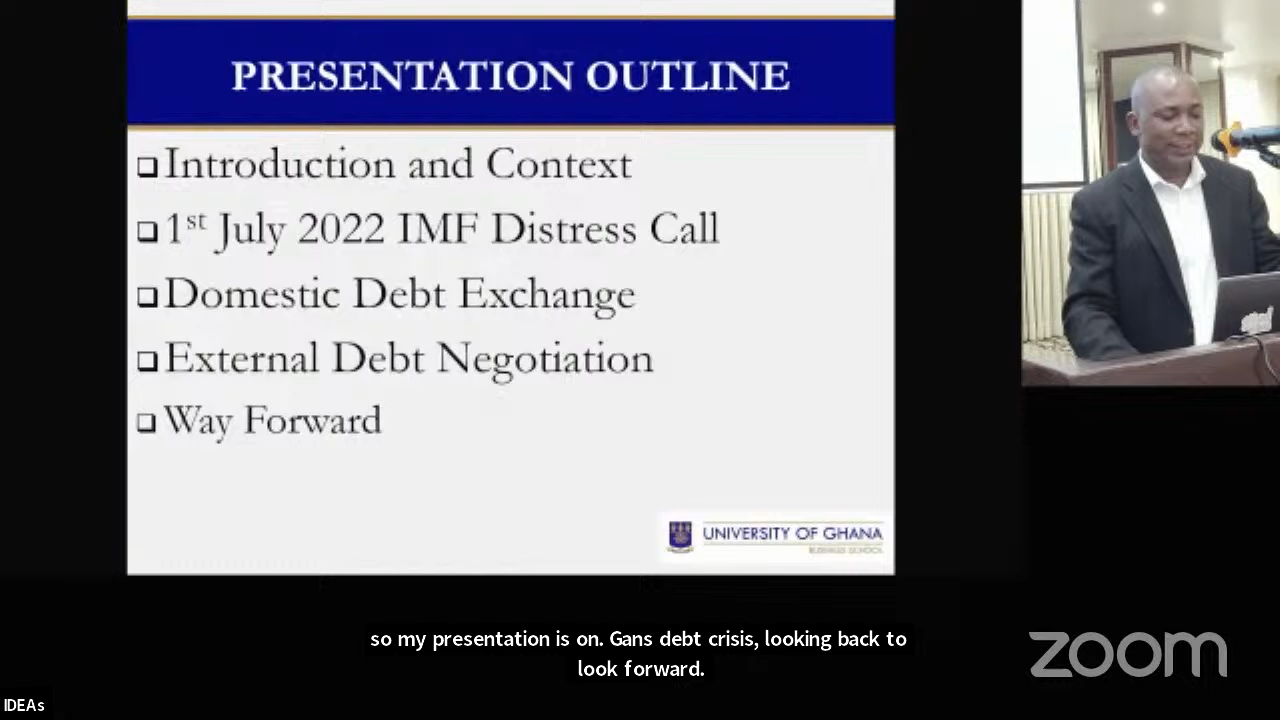 PRESENTATION OUTLINE
Introduction and Context
1st July 2022 IMF Distress Call
Domestic Debt Exchange
External Debt Negotiation
Way Forward
UNIVERSITY OF GHANA
BUSINESS SCHOOL
so my presentation is on. Gans debt crisis, looking back to
look forward.
zoom
IDEAs